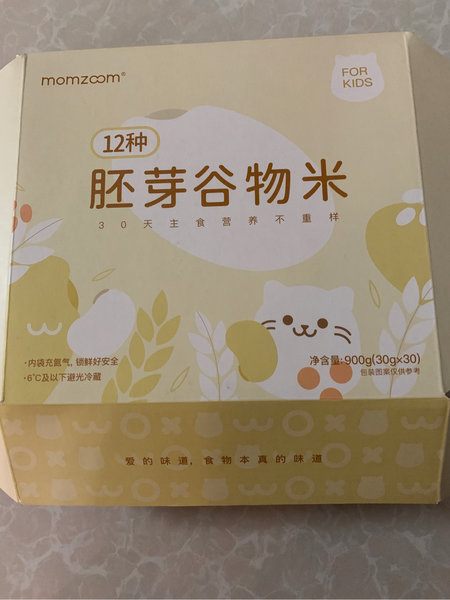 momzoom®
FOR
KIDS
12种
胚芽谷物米
30天主食营养不重样
·内袋充氮气, 锁鲜好安全
·6°C及以下避光冷藏
净含量:900g(30g×30)
包装图案仅供参考
爱的味道, 食物本真的味道